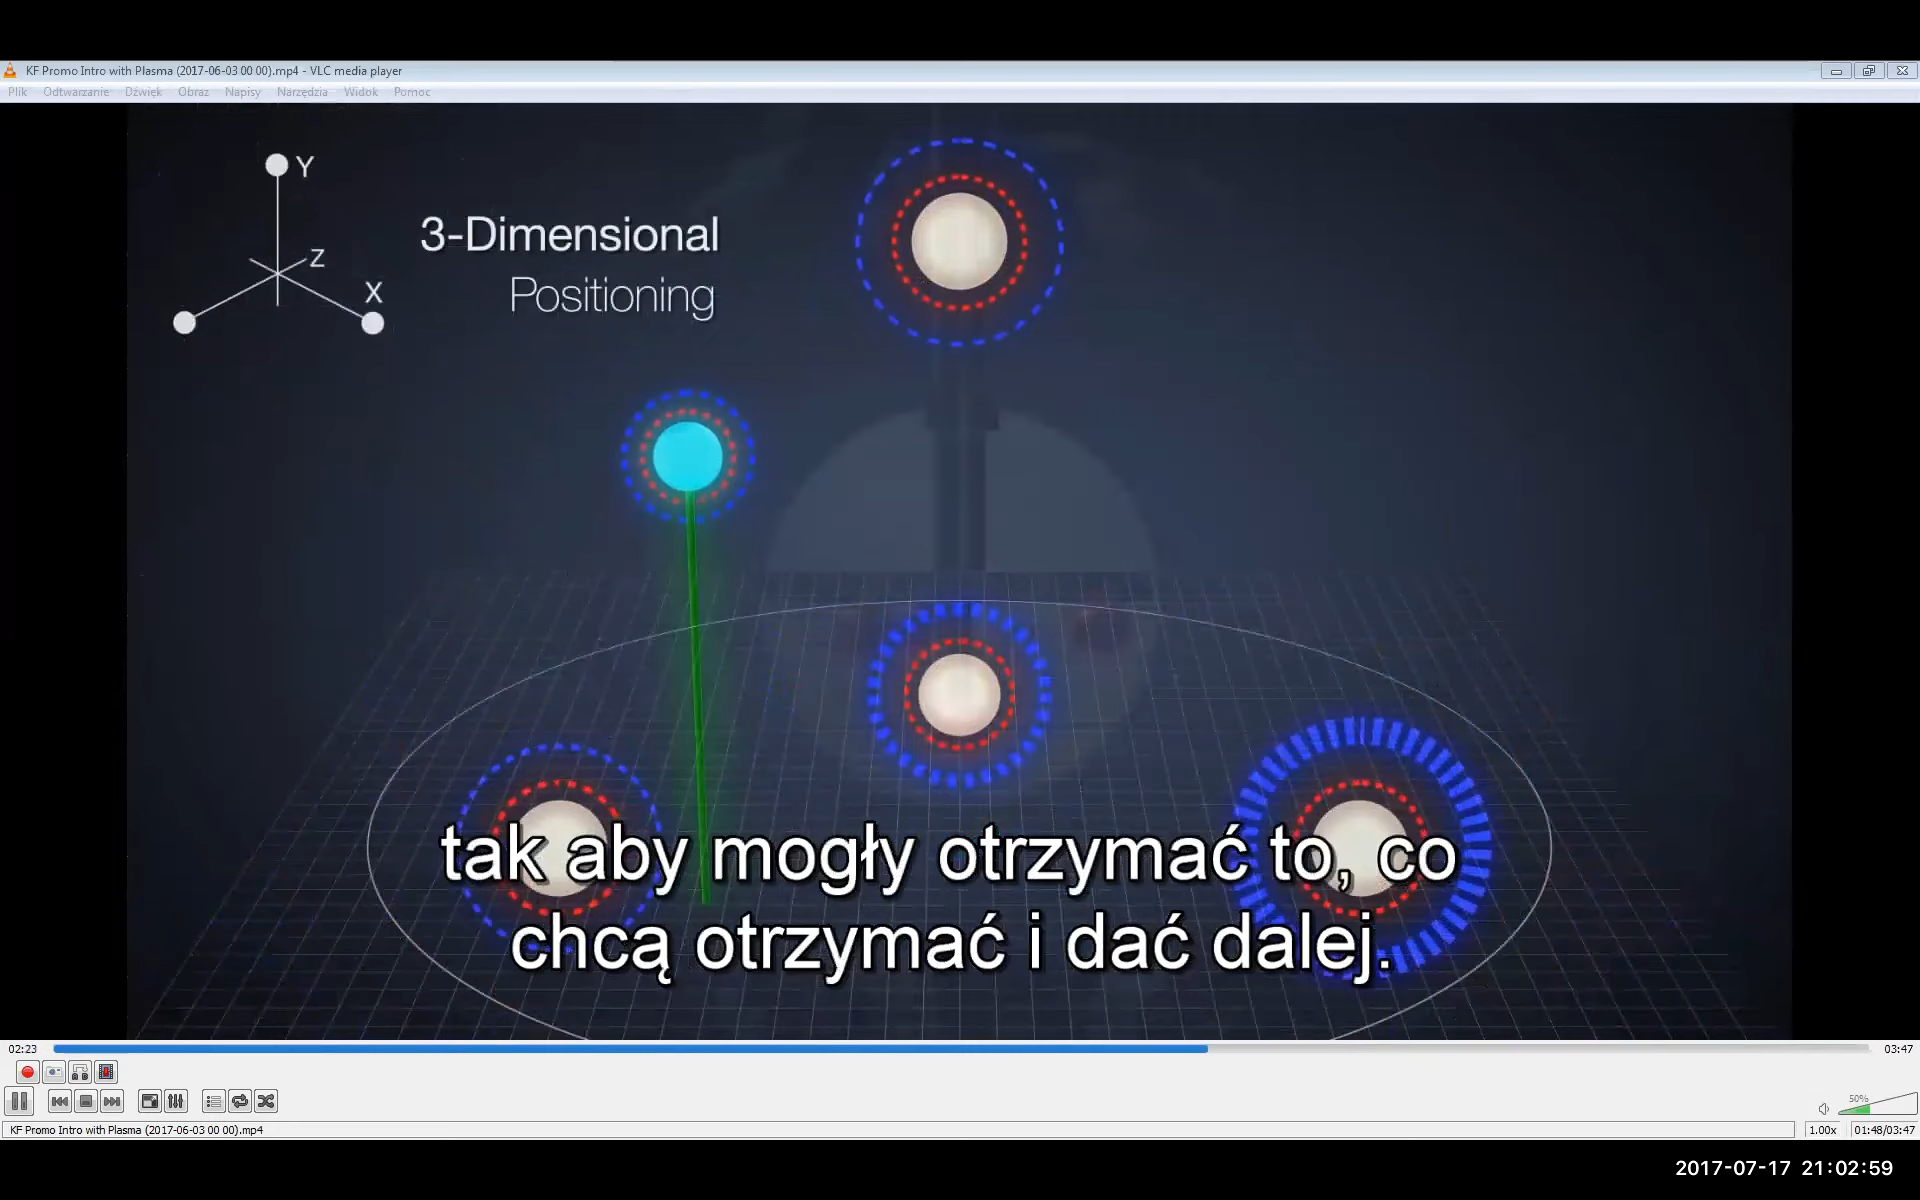 KF Promo Intro with Plasma (2017-06-03 00 00).mp4 - VLC media player
Plik Odtwarzanie Dźwięk Obraz Napisy Narzędzia Widok Pomoc
Y
Z
X
3-Dimensional
Positioning
tak aby mogły otrzymać to, co
chcą otrzymać i dać dalej.
02:23
03:47
50%
KF Promo Intro with Plasma (2017-06-03 00 00).mp4
1.00x
01:48/03:47
2017-07-17 21:02:59